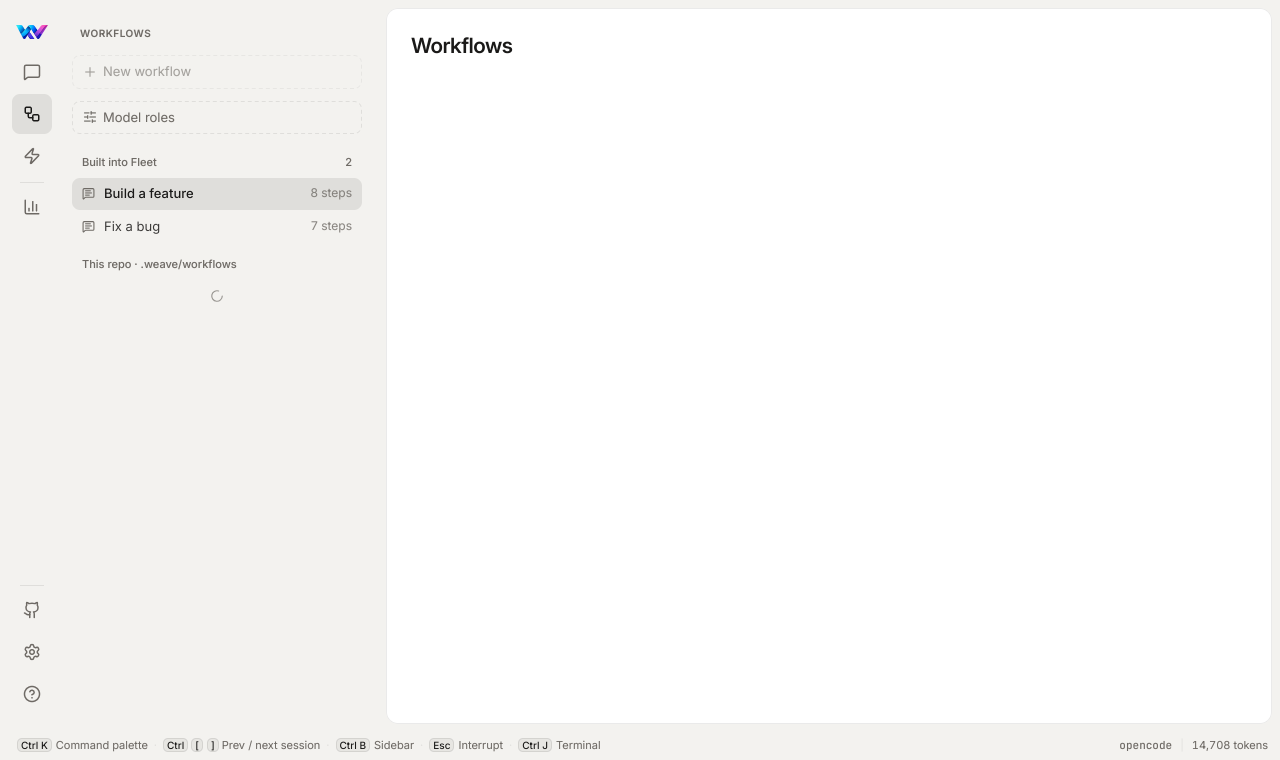 WORKFLOWS
New workflow
Model roles
Built into Fleet 2
Build a feature 8 steps
Fix a bug 7 steps
This repo · .weave/workflows
Workflows
Ctrl K Command palette Ctrl [ ] Prev / next session Ctrl B Sidebar Esc Interrupt Ctrl J Terminal opencode 14,708 tokens